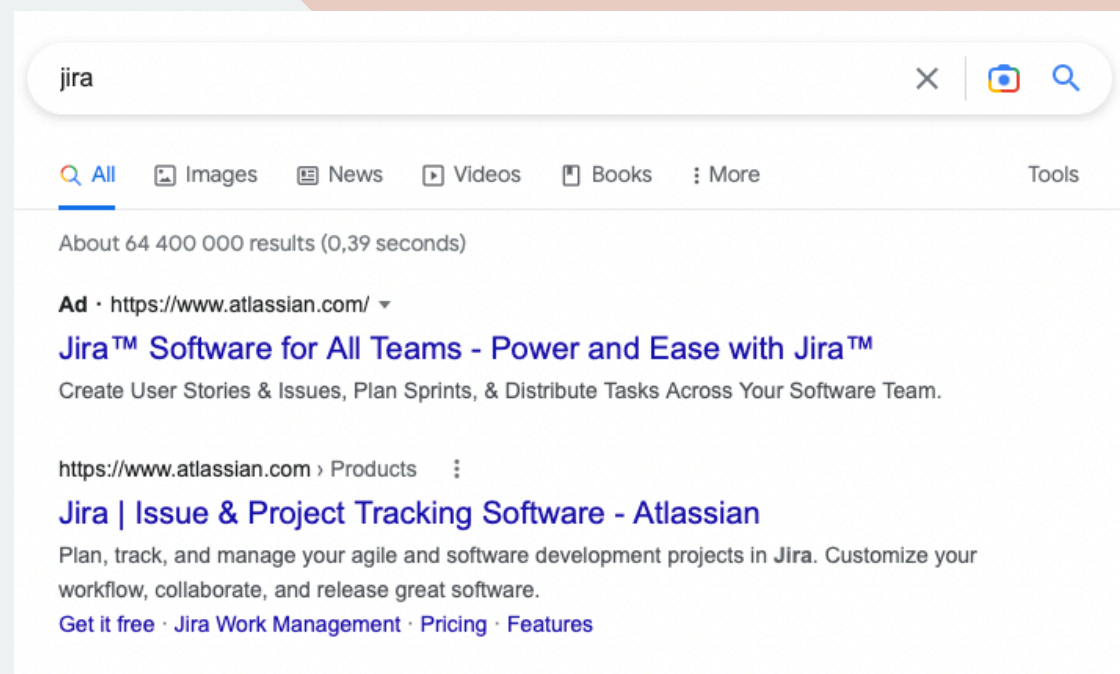 jira
All Images News Videos Books More Tools
About 64 400 000 results (0,39 seconds)
Ad · https://www.atlassian.com/
Jira™ Software for All Teams - Power and Ease with Jira™
Create User Stories & Issues, Plan Sprints, & Distribute Tasks Across Your Software Team.
https://www.atlassian.com › Products
Jira | Issue & Project Tracking Software - Atlassian
Plan, track, and manage your agile and software development projects in Jira. Customize your
workflow, collaborate, and release great software.
Get it free · Jira Work Management · Pricing · Features